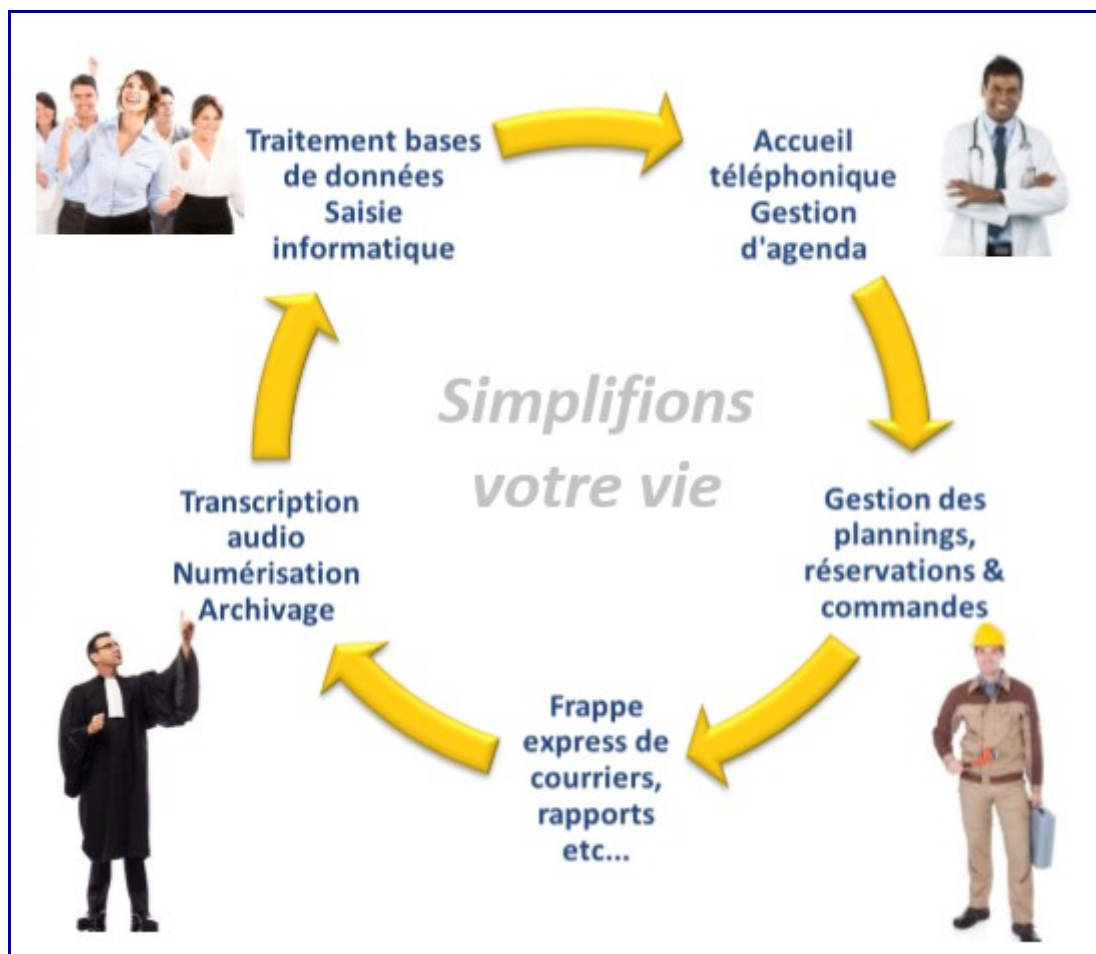 Traitement bases
de données
Saisie
informatique
Accueil
téléphonique
Gestion
d'agenda
Simplifions
votre vie
Transcription
audio
Numérisation
Archivage
Gestion des
plannings,
réservations &
commandes
Frappe
express de
courriers,
rapports
etc...